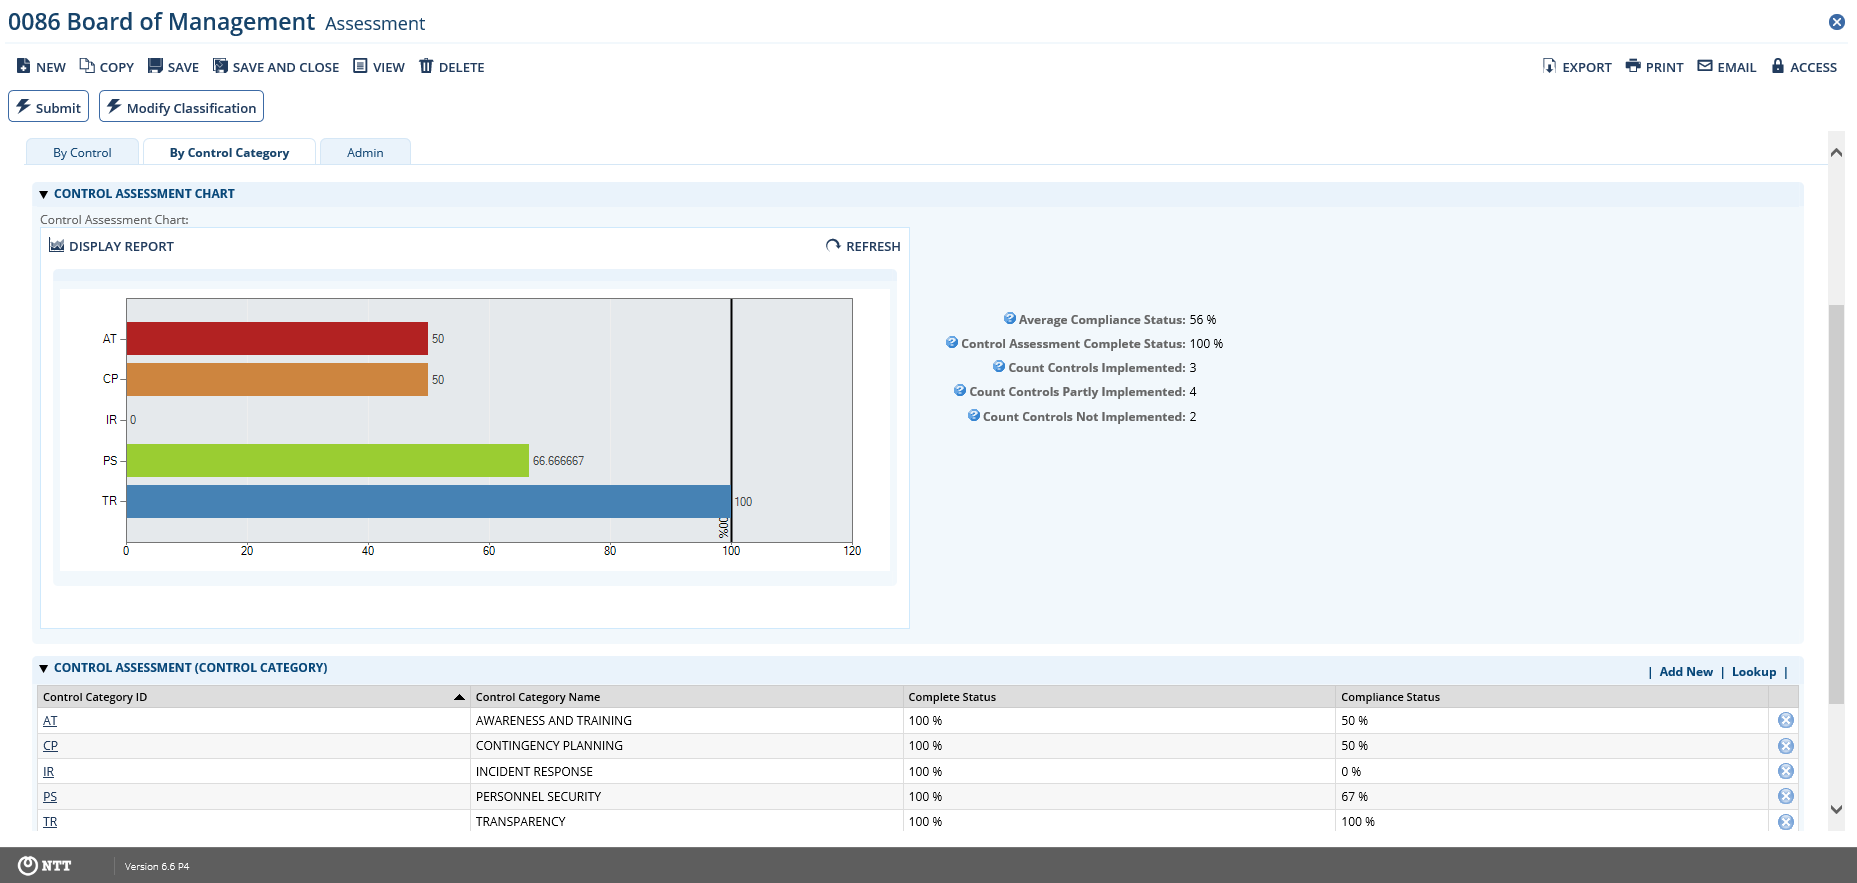 0086 Board of Management Assessment
NEW COPY SAVE SAVE AND CLOSE VIEW DELETE EXPORT PRINT EMAIL ACCESS
Submit Modify Classification
By Control By Control Category Admin
CONTROL ASSESSMENT CHART
Control Assessment Chart:
DISPLAY REPORT REFRESH
AT 50
CP 50
IR 0
PS 66.666667
TR 100
00%
0 20 40 60 80 100 120
Average Compliance Status: 56 %
Control Assessment Complete Status: 100 %
Count Controls Implemented: 3
Count Controls Partly Implemented: 4
Count Controls Not Implemented: 2
CONTROL ASSESSMENT (CONTROL CATEGORY) | Add New | Lookup |
Control Category ID Control Category Name Complete Status Compliance Status
AT AWARENESS AND TRAINING 100 % 50 %
CP CONTINGENCY PLANNING 100 % 50 %
IR INCIDENT RESPONSE 100 % 0 %
PS PERSONNEL SECURITY 100 % 67 %
TR TRANSPARENCY 100 % 100 %
NTT Version 6.6 P4